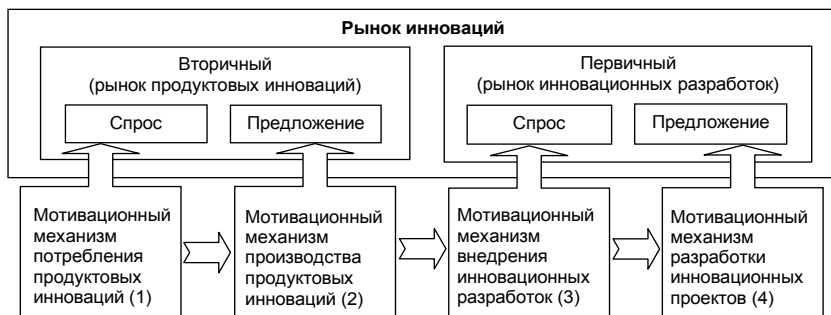 Рынок инноваций
Вторичный
(рынок продуктовых инноваций)
Спрос
Предложение
Первичный
(рынок инновационных разработок)
Спрос
Предложение
Мотивационный
механизм
потребления
продуктовых
инноваций (1)
Мотивационный
механизм
производства
продуктовых
инноваций (2)
Мотивационный
механизм
внедрения
инновационных
разработок (3)
Мотивационный
механизм
разработки
инновационных
проектов (4)